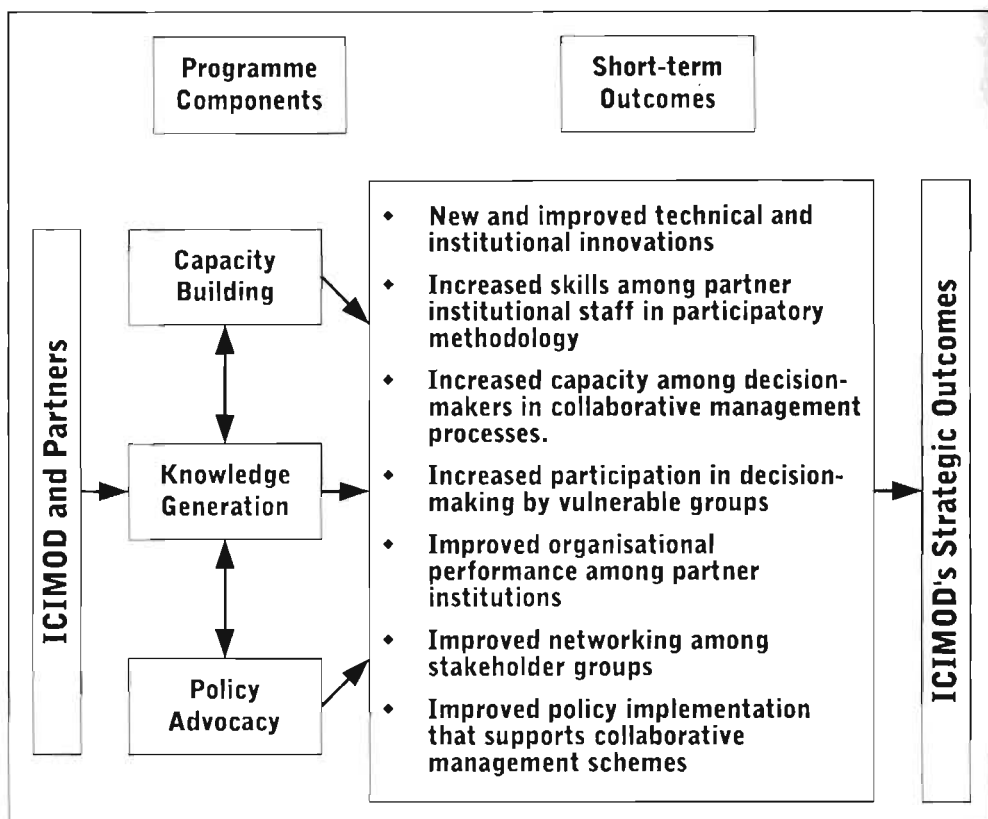 Programme
Components
Short-term
Outcomes
ICIMOD and Partners
Capacity
Building
Knowledge
Generation
Policy
Advocacy
◆ New and improved technical and
institutional innovations
◆ Increased skills among partner
institutional staff in participatory
methodology
◆ Increased capacity among decision-
makers in collaborative management
processes.
◆ Increased participation in decision-
making by vulnerable groups
◆ Improved organisational
performance among partner
institutions
◆ Improved networking among
stakeholder groups
◆ Improved policy implementation
that supports collaborative
management schemes
ICIMOD's Strategic Outcomes